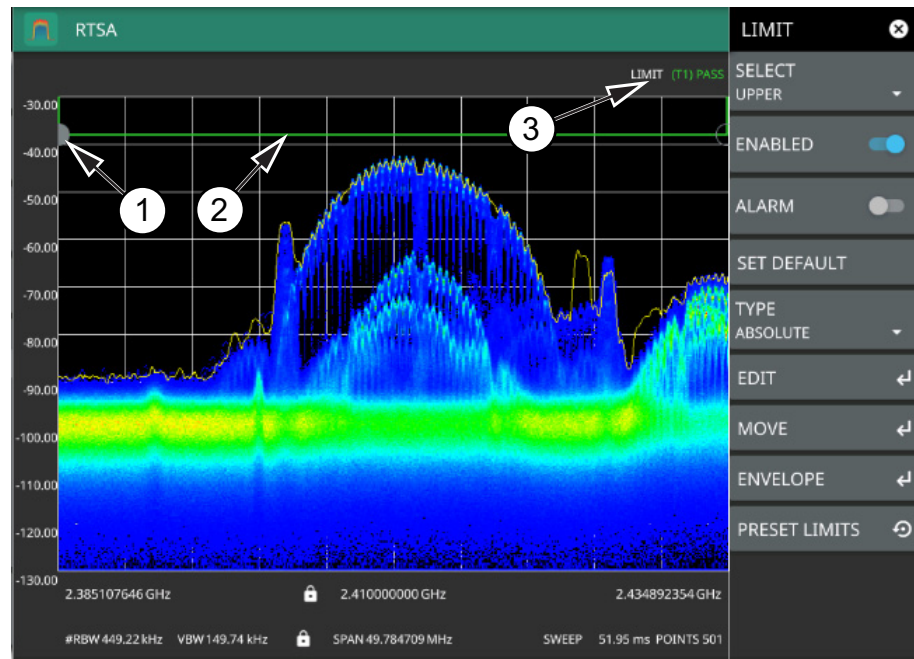 RTSA
LIMIT (T1) PASS
-30.00
-40.00
-50.00
-60.00
-70.00
-80.00
-90.00
-100.00
-110.00
-120.00
-130.00
1
2
3
2.385107646 GHz 2.410000000 GHz 2.434892354 GHz
#RBW 449.22 kHz VBW 149.74 kHz SPAN 49.784709 MHz SWEEP 51.95 ms POINTS 501
LIMIT
SELECT
UPPER
ENABLED
ALARM
SET DEFAULT
TYPE
ABSOLUTE
EDIT
MOVE
ENVELOPE
PRESET LIMITS